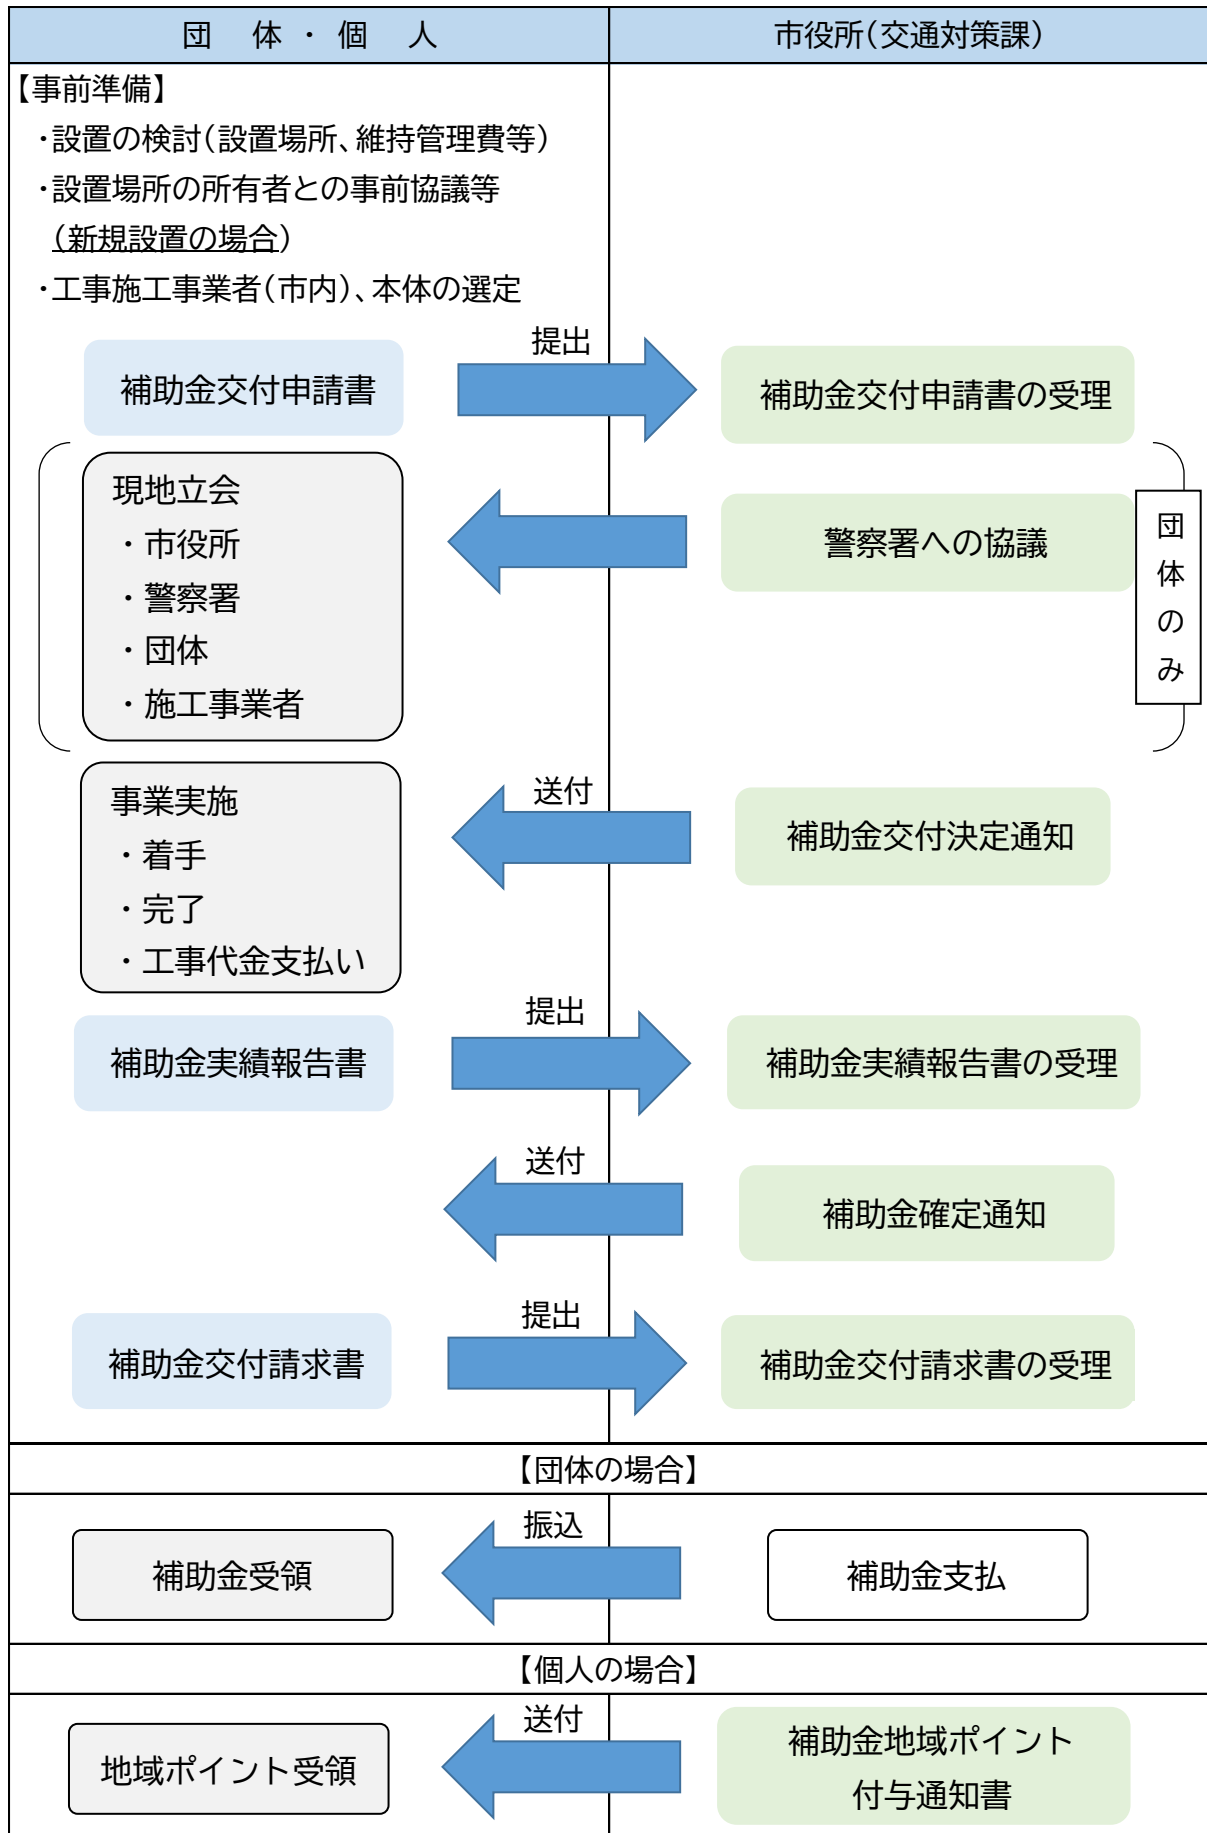 団　体・個　人
市役所（交通対策課）
【事前準備】
・設置の検討（設置場所、維持管理費等）
・設置場所の所有者との事前協議等
（新規設置の場合）
・工事施工事業者（市内）、本体の選定
補助金交付申請書
提出
補助金交付申請書の受理
現地立会
・市役所
・警察署
・団体
・施工事業者
警察署への協議
団体のみ
事業実施
・着手
・完了
・工事代金支払い
送付
補助金交付決定通知
補助金実績報告書
提出
補助金実績報告書の受理
送付
補助金確定通知
補助金交付請求書
提出
補助金交付請求書の受理
【団体の場合】
補助金受領
振込
補助金支払
【個人の場合】
地域ポイント受領
送付
補助金地域ポイント
付与通知書